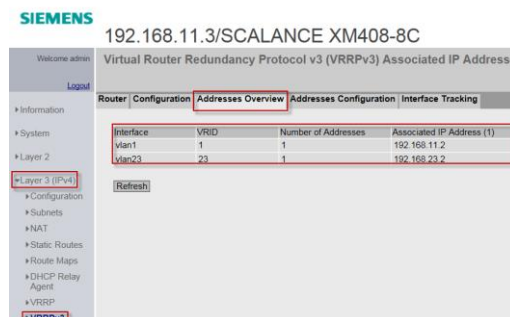 SIEMENS
192.168.11.3/SCALANCE XM408-8C
Welcome admin
Virtual Router Redundancy Protocol v3 (VRRPv3) Associated IP Address
Logout
Router Configuration Addresses Overview Addresses Configuration Interface Tracking
Information
System
Layer 2
Layer 3 (IPv4)
Configuration
Subnets
NAT
Static Routes
Route Maps
DHCP Relay
Agent
VRRP
VRRPv3
Interface VRID Number of Addresses Associated IP Address (1)
vlan1 1 1 192.168.11.2
vlan23 23 1 192.168.23.2
Refresh